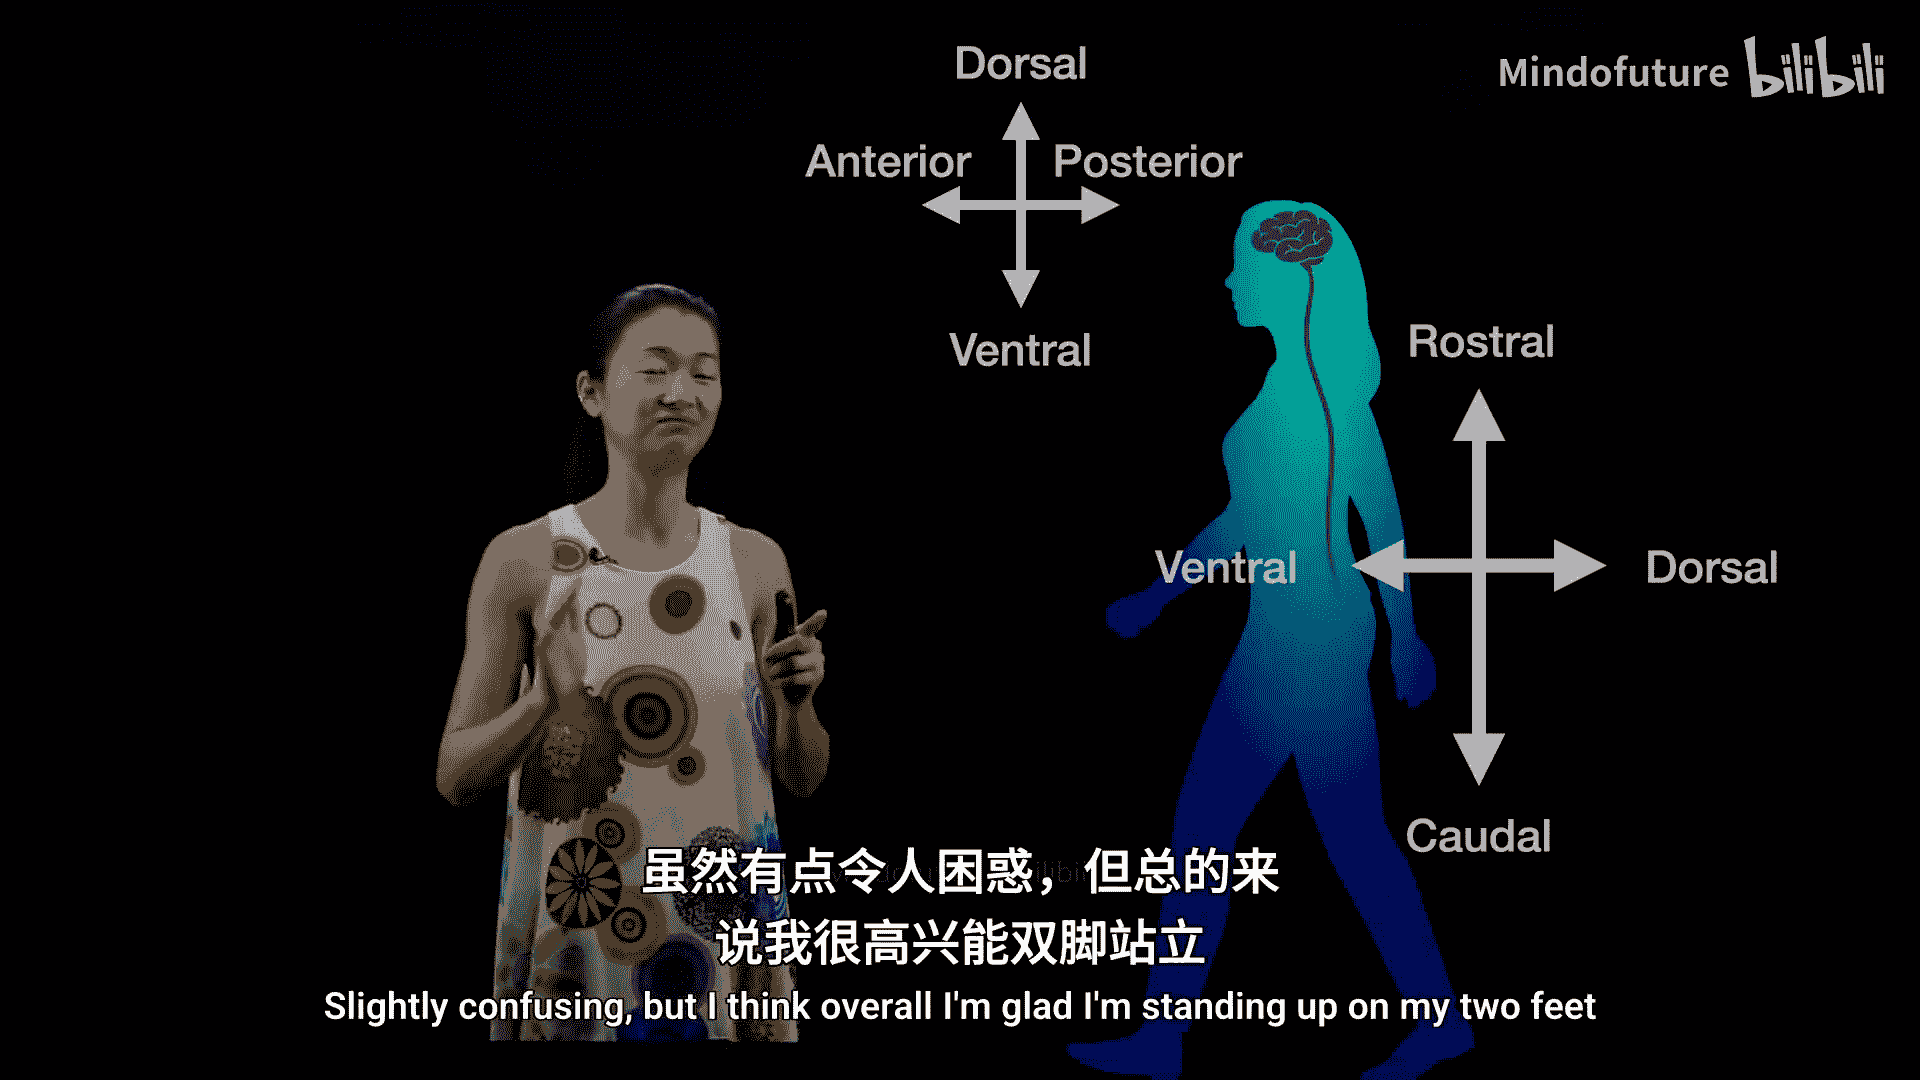 Dorsal
Mindofuture bilibili
Anterior Posterior
Ventral
Rostral
Ventral Dorsal
Caudal
虽然有点令人困惑，但总的来
说我很高兴能双脚站立
Slightly confusing, but I think overall I'm glad I'm standing up on my two feet